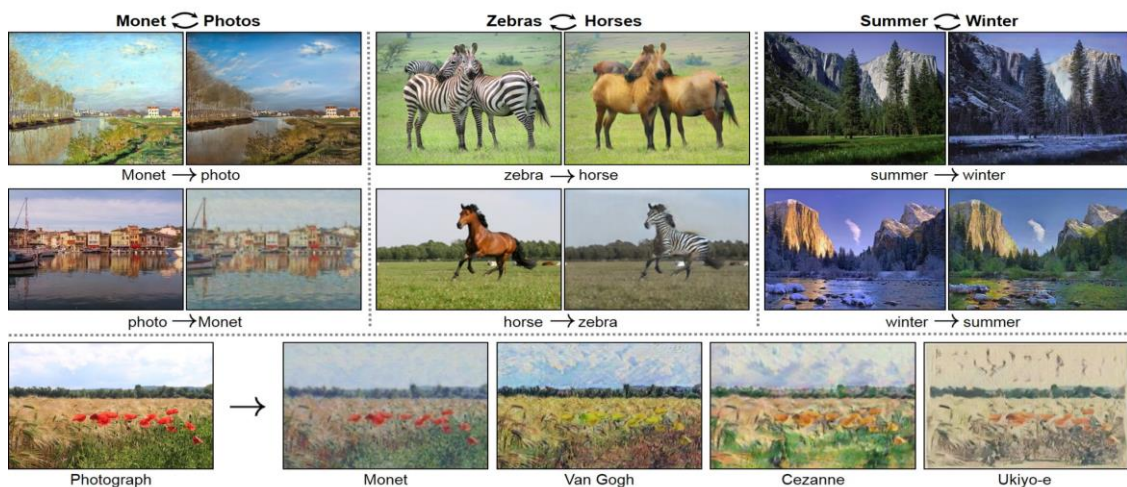 Monet Photos
Zebras Horses
Summer Winter
Monet → photo
zebra → horse
summer → winter
photo → Monet
horse → zebra
winter → summer
Photograph
Monet
Van Gogh
Cezanne
Ukiyo-e